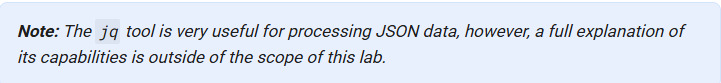 Note: The jq tool is very useful for processing JSON data, however, a full explanation of
its capabilities is outside of the scope of this lab.